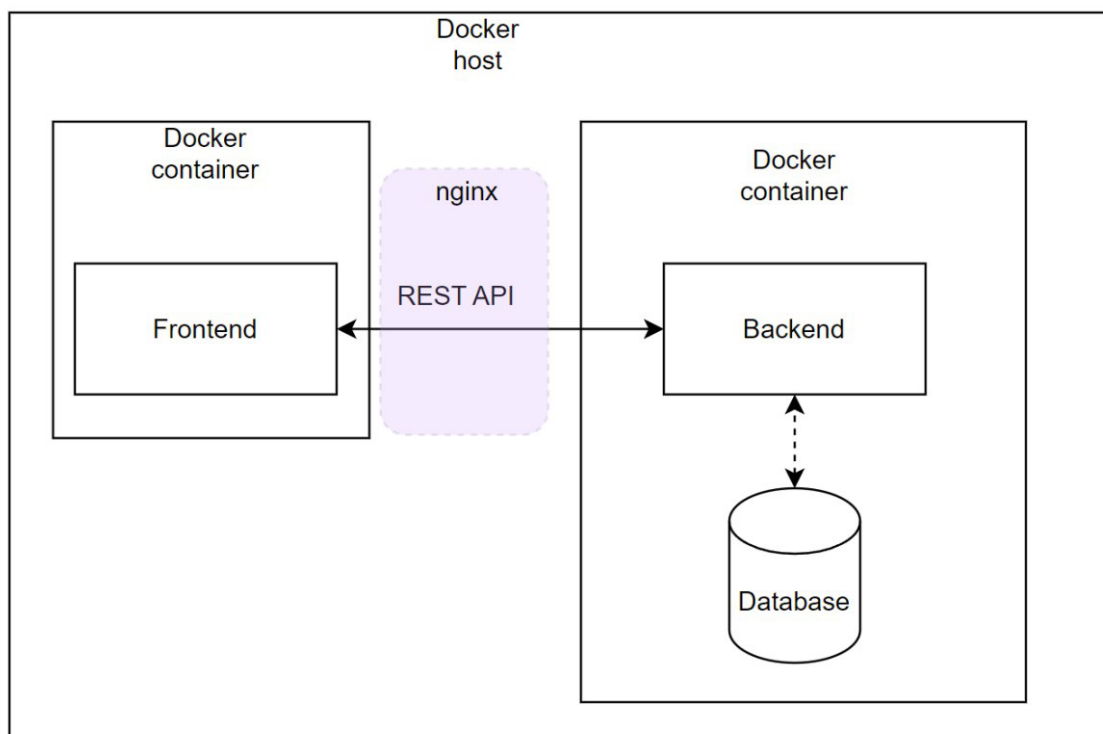 Docker
host
Docker
container
nginx
Docker
container
REST API
Frontend
Backend
Database